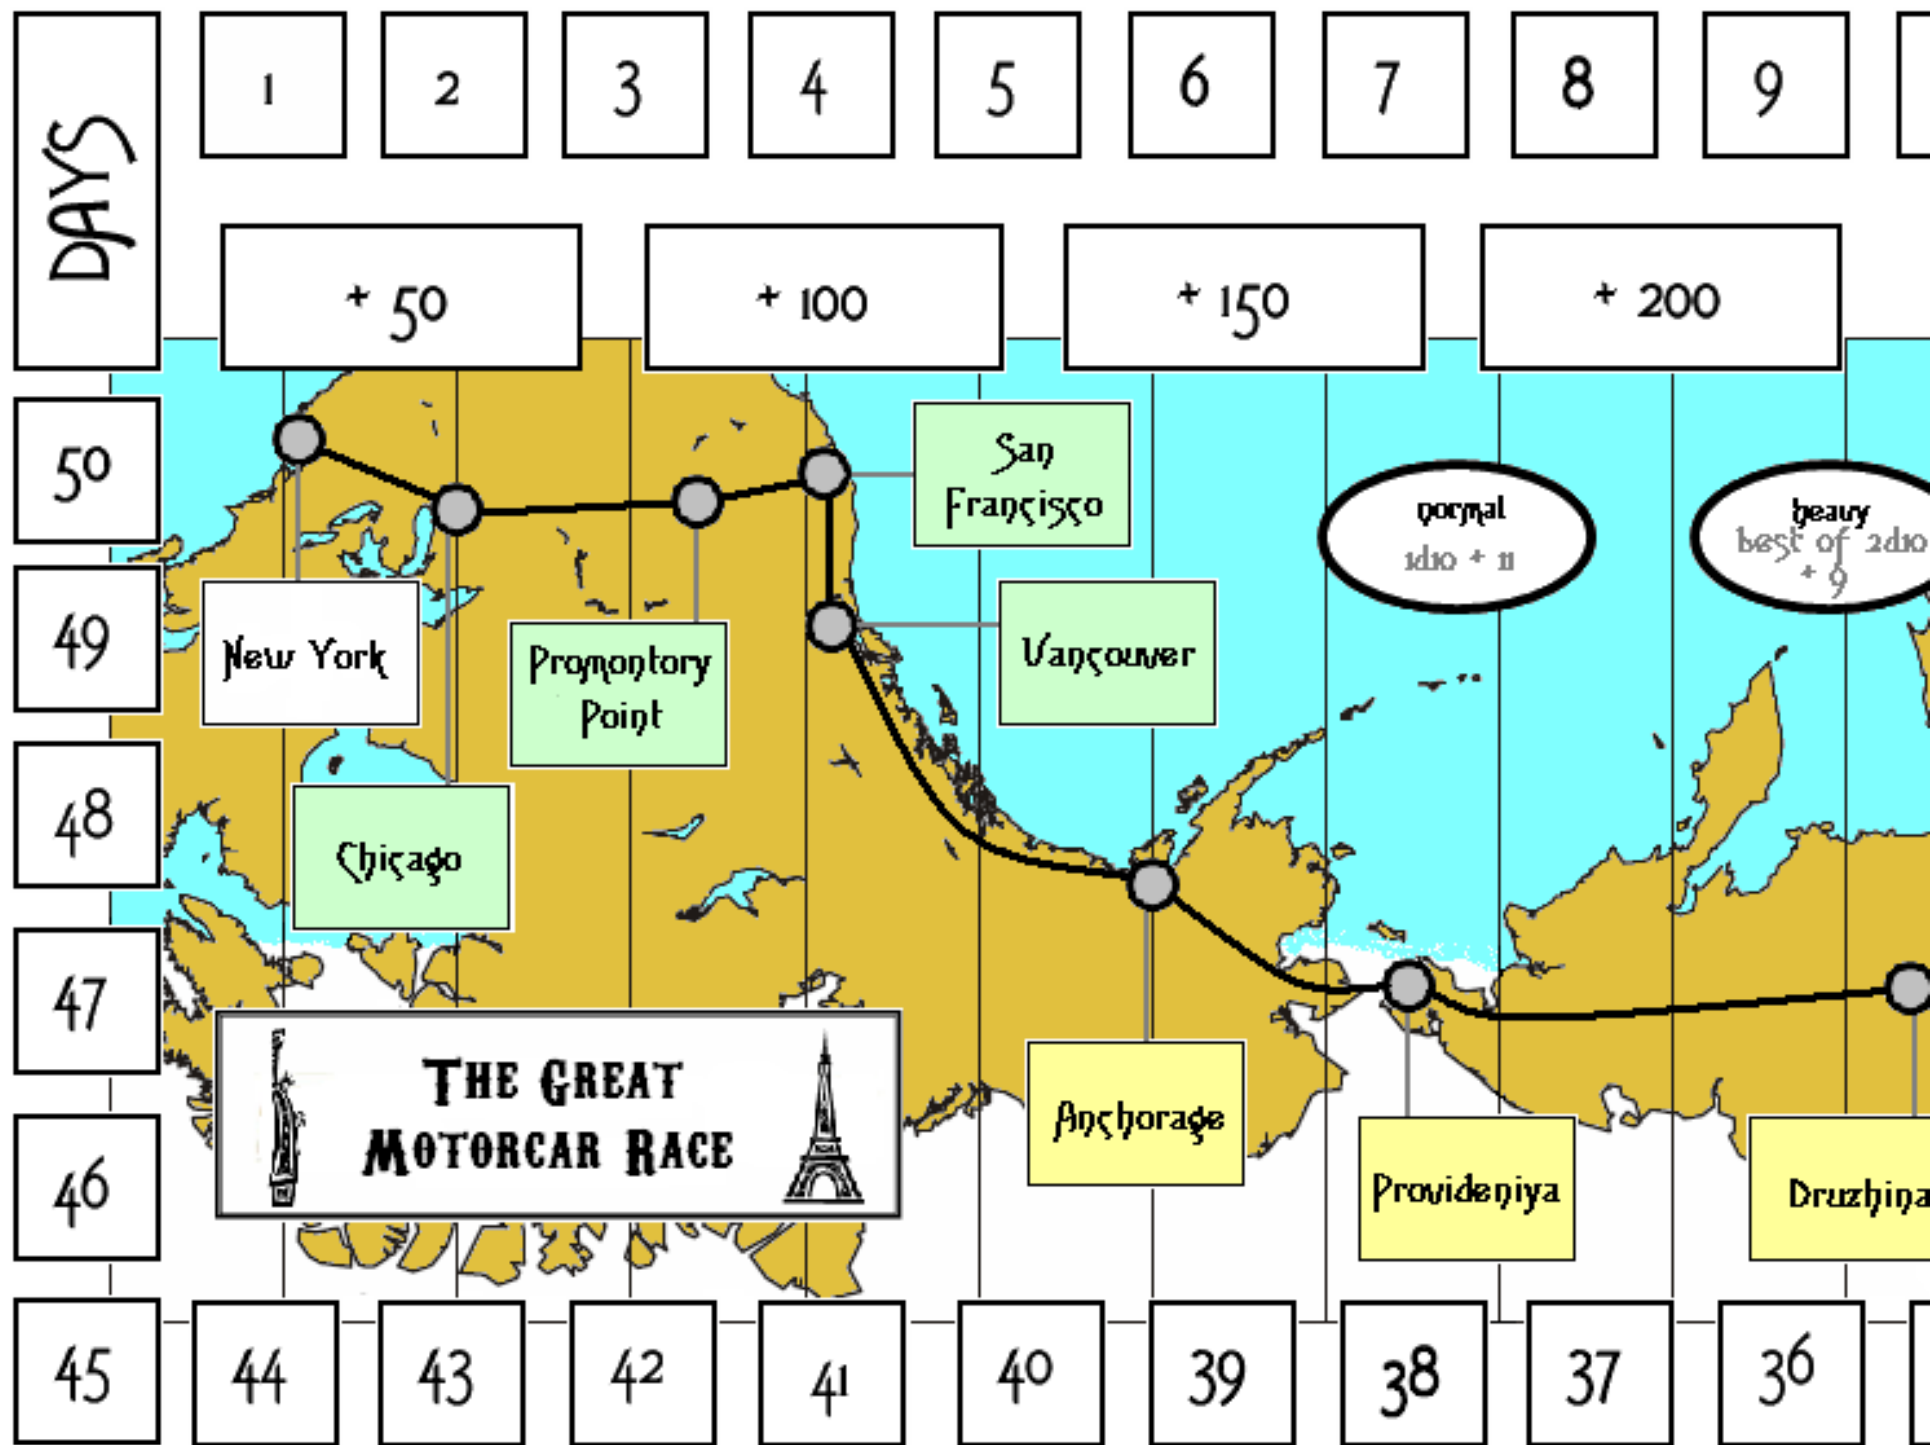 DAYS
1
2
3
4
5
6
7
8
9
+ 50
+ 100
+ 150
+ 200
50
49
48
47
46
45
44
43
42
41
40
39
38
37
36
San
Francisco
normal
1d10 + 11
heavy
best of 2d10
+ 9
New York
Promontory
Point
Vancouver
Chicago
THE GREAT
MOTORCAR RACE
Anchorage
Provideniya
Druzhina